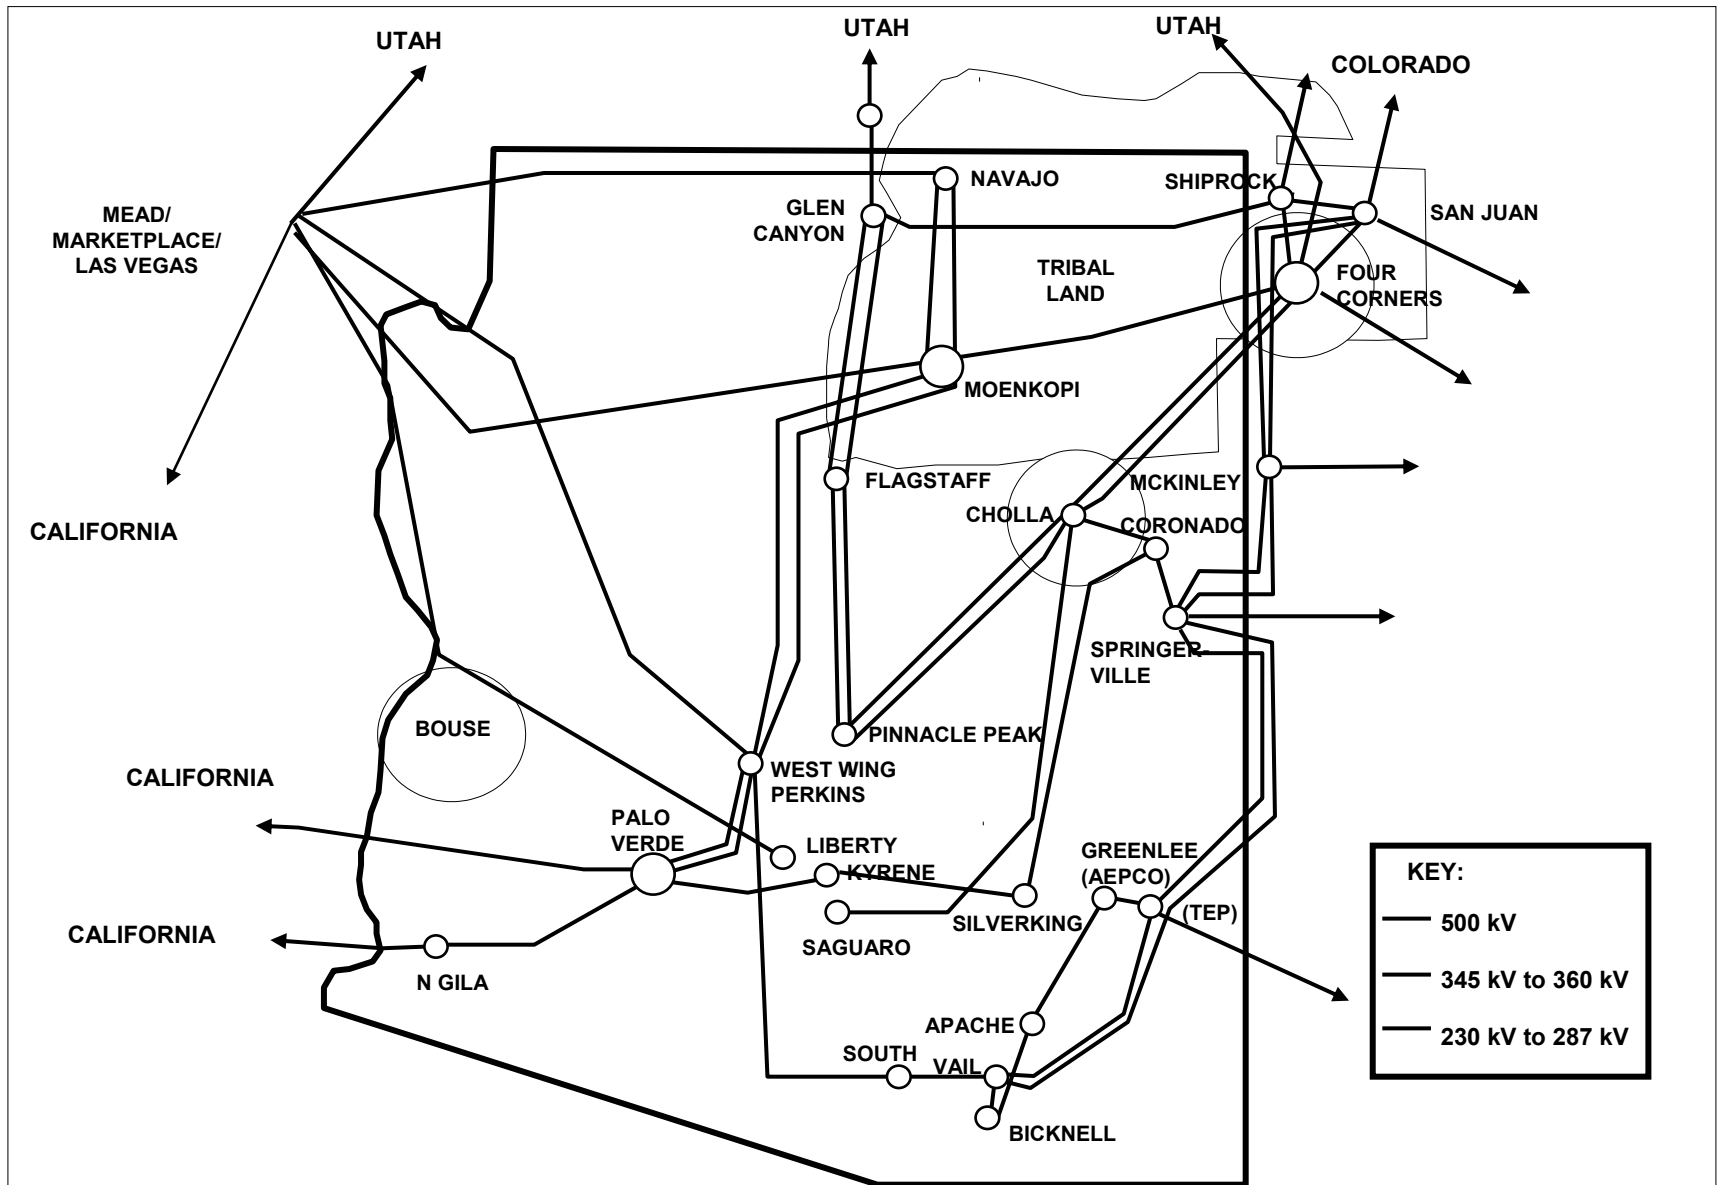 UTAH
UTAH
UTAH
COLORADO
NAVAJO
SHIPROCK
GLEN
CANYON
SAN JUAN
MEAD/
MARKETPLACE/
LAS VEGAS
TRIBAL
LAND
FOUR
CORNERS
MOENKOPI
FLAGSTAFF
MCKINLEY
CHOLLA
CORONADO
CALIFORNIA
SPRINGER-
VILLE
BOUSE
PINNACLE PEAK
WEST WING
PERKINS
CALIFORNIA
PALO
VERDE
LIBERTY
KYRENE
GREENLEE
(AEPCO)
(TEP)
SILVERKING
SAGUARO
CALIFORNIA
N GILA
APACHE
SOUTH
VAIL
BICKNELL
KEY:
500 kV
345 kV to 360 kV
230 kV to 287 kV